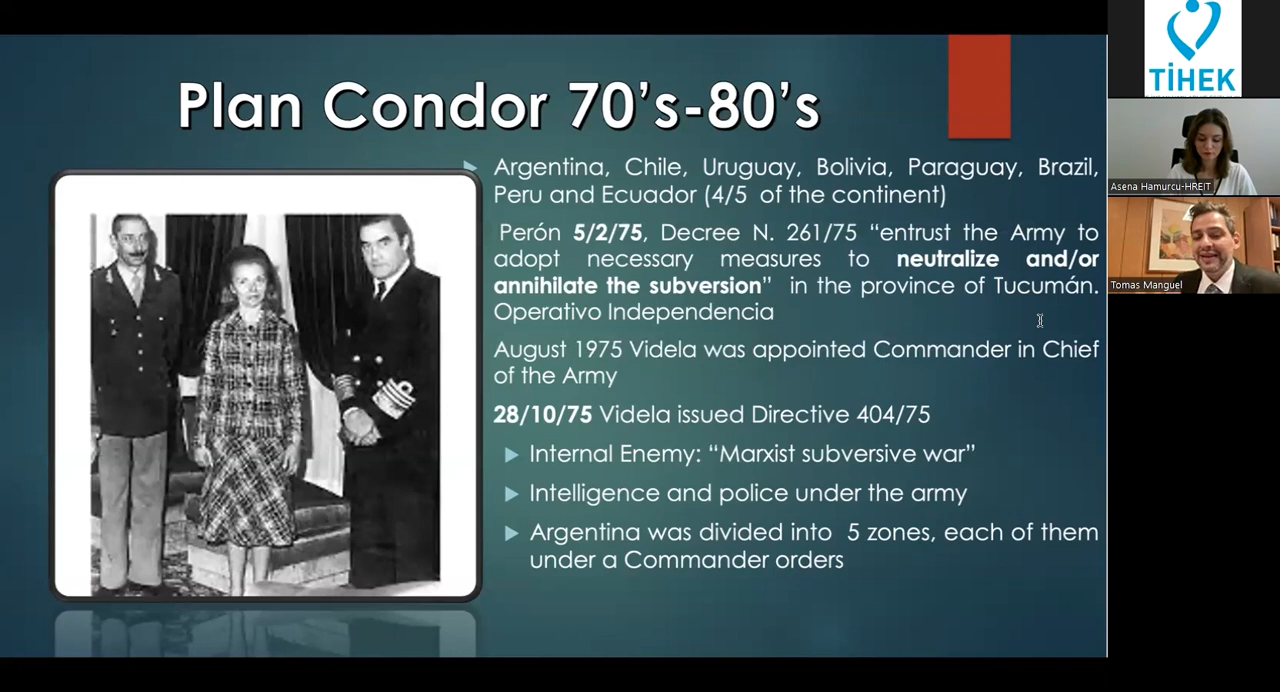 Plan Condor 70’s-80’s
Argentina, Chile, Uruguay, Bolivia, Paraguay, Brazil,
Peru and Ecuador (4/5 of the continent)
Perón 5/2/75, Decree N. 261/75 “entrust the Army to
adopt necessary measures to neutralize and/or
annihilate the subversion” in the province of Tucumán.
Operativo Independencia
August 1975 Videla was appointed Commander in Chief
of the Army
28/10/75 Videla issued Directive 404/75
Internal Enemy: “Marxist subversive war”
Intelligence and police under the army
Argentina was divided into 5 zones, each of them
under a Commander orders
TİHEK
Asena Hamurcu-HREIT
Tomas Manguel